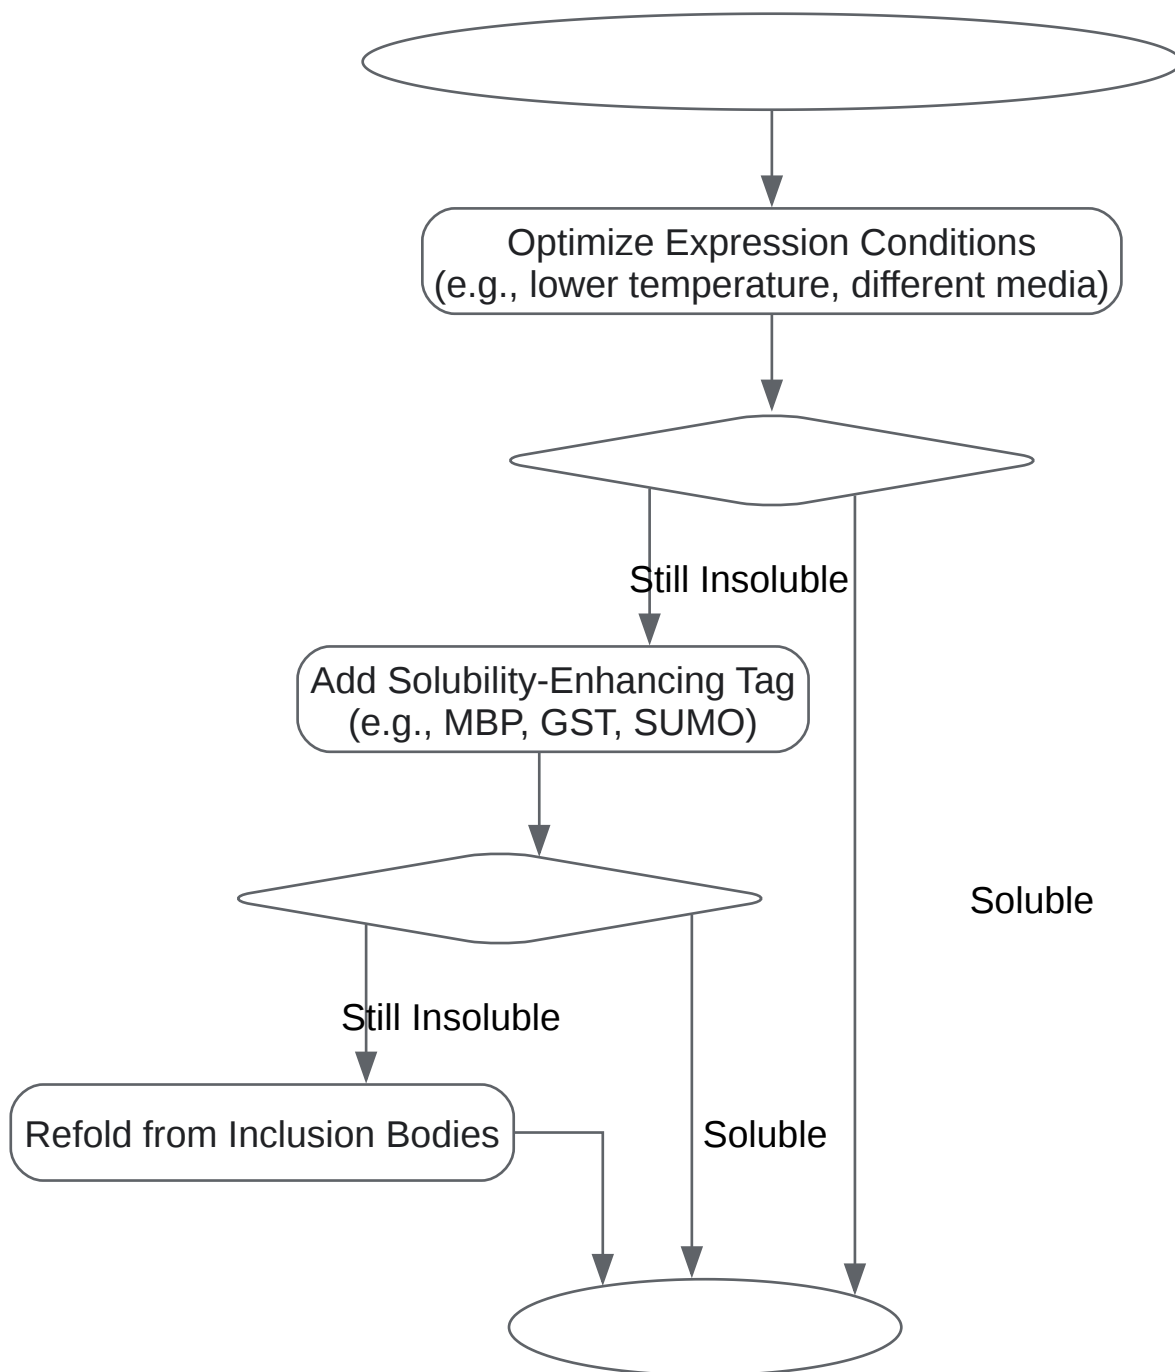 Optimize Expression Conditions
(e.g., lower temperature, different media)
Still Insoluble
Add Solubility-Enhancing Tag
(e.g., MBP, GST, SUMO)
Soluble
Still Insoluble
Refold from Inclusion Bodies
Soluble